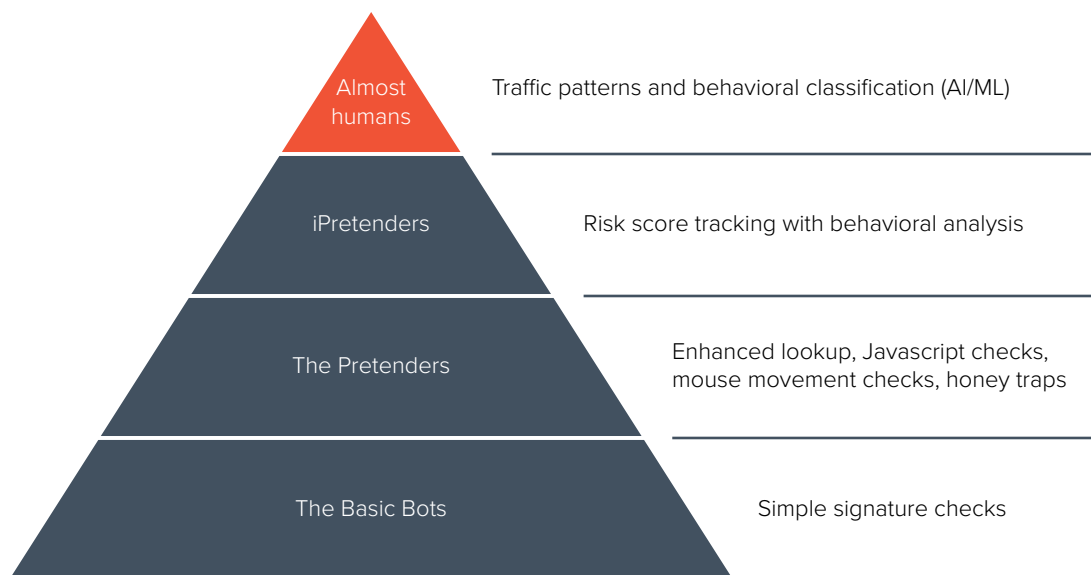 Almost
humans
Traffic patterns and behavioral classification (AI/ML)
iPretenders
Risk score tracking with behavioral analysis
The Pretenders
Enhanced lookup, Javascript checks,
mouse movement checks, honey traps
The Basic Bots
Simple signature checks